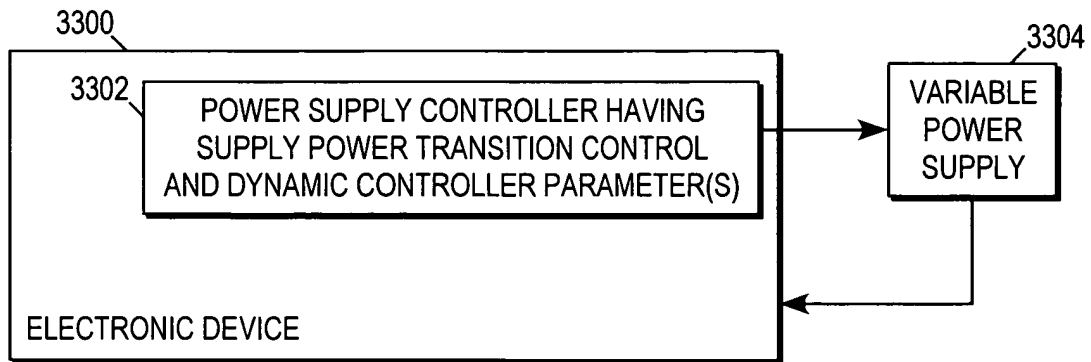 3300
3304
3302
POWER SUPPLY CONTROLLER HAVING
SUPPLY POWER TRANSITION CONTROL
AND DYNAMIC CONTROLLER PARAMETER(S)
VARIABLE
POWER
SUPPLY
ELECTRONIC DEVICE